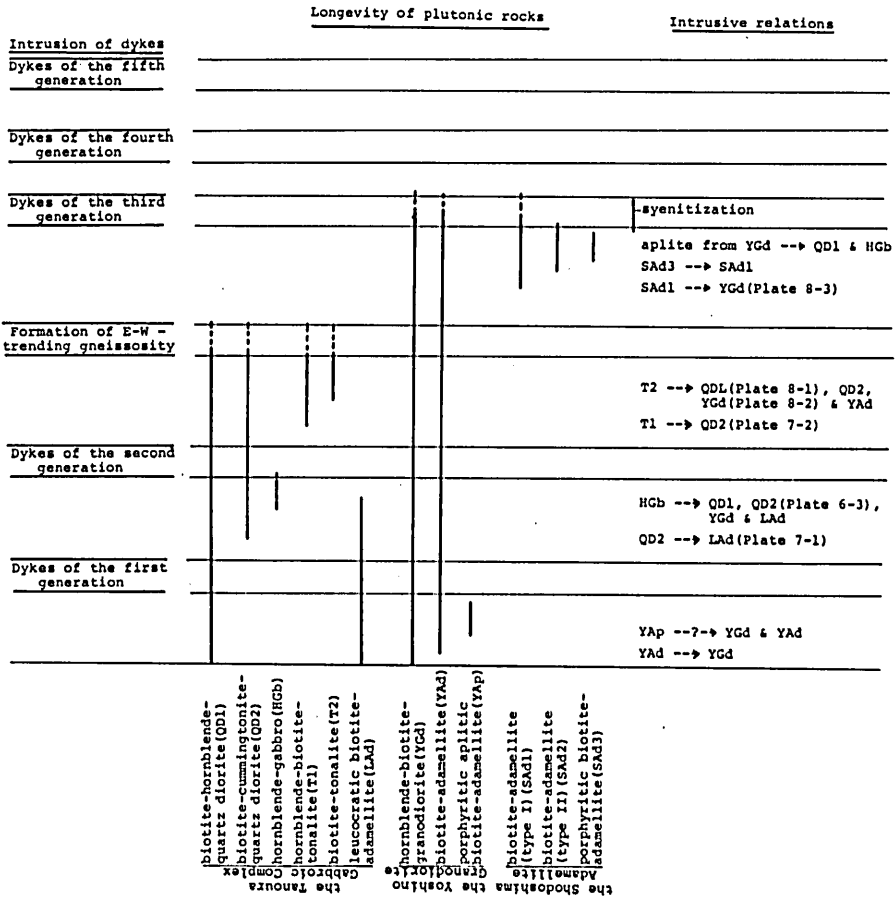 Longevity of plutonic rocks
Intrusive relations
Intrusion of dykes
Dykes of the fifth
generation
Dykes of the fourth
generation
Dykes of the third
generation
syenitization
aplite from YGd --→ QD1 & HGb
SAd3 --→ SAd1
SAd1 --→ YGd(Plate 8-3)
Formation of E-W -
trending gneissosity
T2 --→ QDL(Plate 8-1), QD2,
YGd(Plate 8-2) & YAd
T1 --→ QD2(Plate 7-2)
Dykes of the second
generation
HGb --→ QD1, QD2(Plate 6-3),
YGd & LAd
QD2 --→ LAd(Plate 7-1)
Dykes of the first
generation
YAp --?-→ YGd & YAd
YAd --→ YGd
biotite-hornblende-
quartz diorite(QD1)
biotite-cummingtonite-
quartz diorite(QD2)
hornblende-gabbro(HGb)
hornblende-biotite-
tonalite(T1)
biotite-tonalite(T2)
leucocratic biotite-
adamellite(LAd)
hornblende-biotite-
granodiorite(YGd)
biotite-adamellite(YAd)
porphyritic aplitic
biotite-adamellite(YAp)
biotite-adamellite
(type I)(SAd1)
biotite-adamellite
(type II)(SAd2)
porphyritic biotite-
adamellite(SAd3)
the Tanoura
Gabbroic Complex
the Yoshino
Granodiorite
the Shodoshima
Adamellite